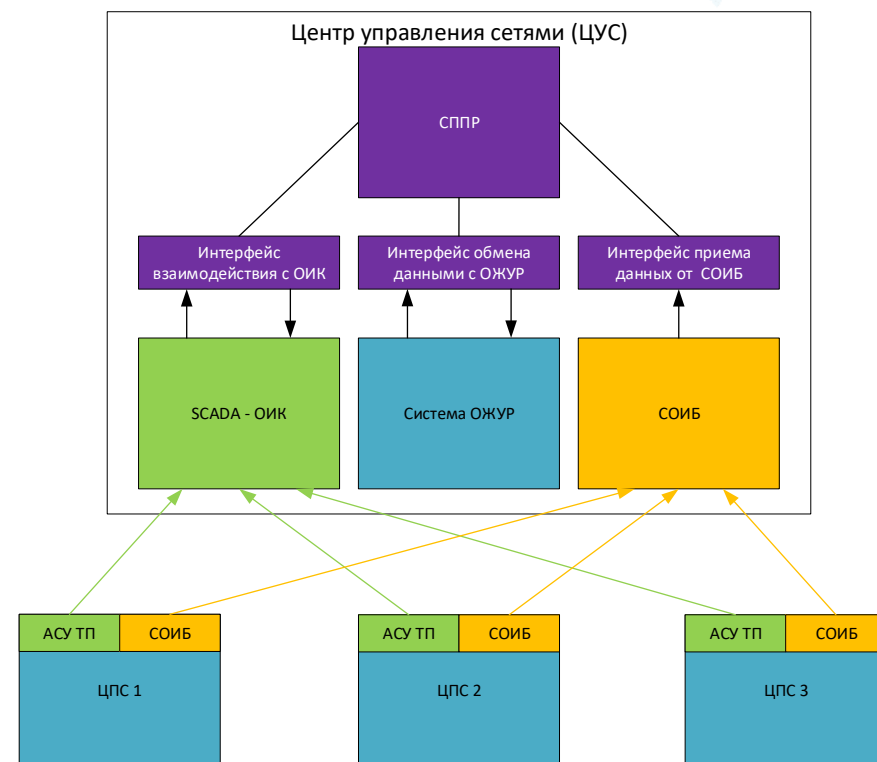 Центр управления сетями (ЦУС)
СППР
Интерфейс
взаимодействия с ОИК
Интерфейс обмена
данными с ОЖУР
Интерфейс приема
данных от СОИБ
SCADA - ОИК
Система ОЖУР
СОИБ
АСУ ТП
СОИБ
АСУ ТП
СОИБ
АСУ ТП
СОИБ
ЦПС 1
ЦПС 2
ЦПС 3